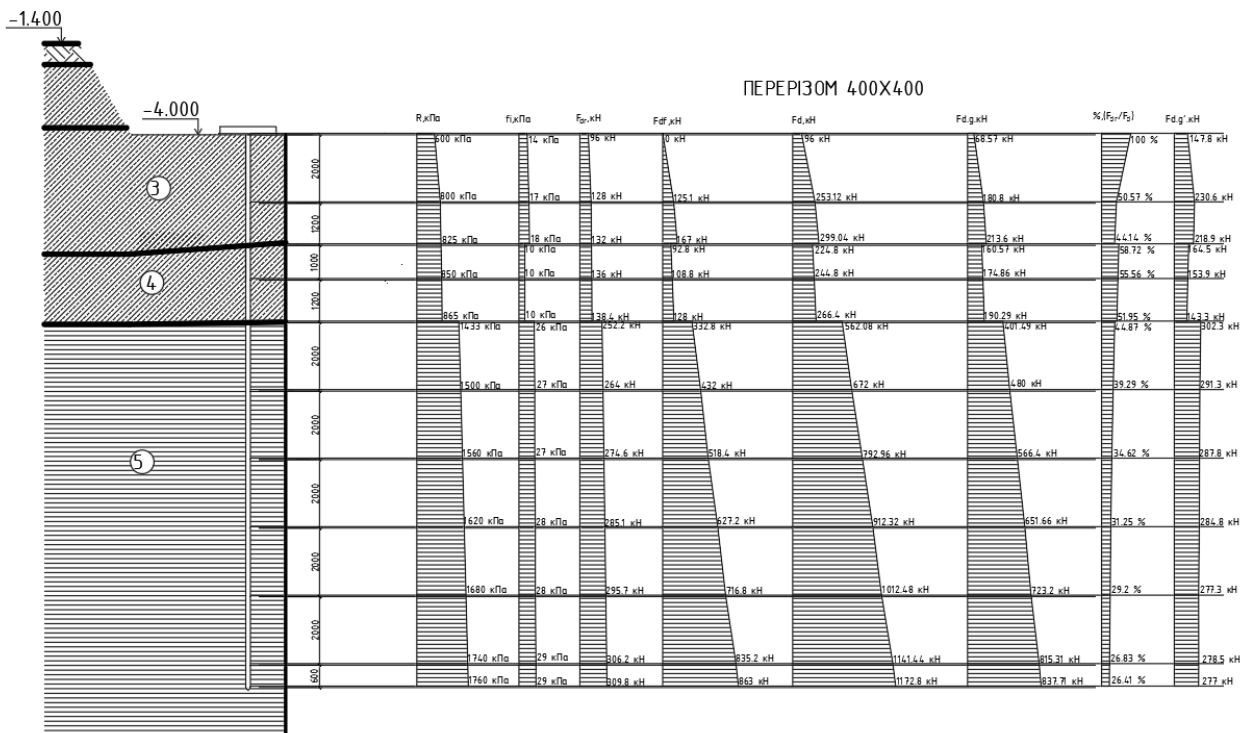 -1.400
ПЕРЕРІЗОМ 400Х400
-4.000
R,кПа fi,кПа Fdr,кН Fdf,кН Fd,кН Fd.g,кН %,(Fdr/Fd) Fd.g',кН
600 кПа 14 кПа 96 кН 0 кН 96 кН 68.57 кН 100 % 147.8 кН
2000
3
800 кПа 17 кПа 128 кН 125.1 кН 253.12 кН 180.8 кН 50.57 % 230.6 кН
1200
825 кПа 18 кПа 132 кН 167 кН 299.04 кН 213.6 кН 44.14 % 218.9 кН
10 кПа 92.8 кН 224.8 кН 160.57 кН 58.72 % 164.5 кН
1000
4
850 кПа 10 кПа 136 кН 108.8 кН 244.8 кН 174.86 кН 55.56 % 153.9 кН
1200
865 кПа 10 кПа 138.4 кН 128 кН 266.4 кН 190.29 кН 51.95 % 143.3 кН
1433 кПа 26 кПа 252.2 кН 332.8 кН 562.08 кН 401.49 кН 44.87 % 302.3 кН
2000
1500 кПа 27 кПа 264 кН 432 кН 672 кН 480 кН 39.29 % 291.3 кН
2000
5
1560 кПа 27 кПа 274.6 кН 518.4 кН 792.96 кН 566.4 кН 34.62 % 287.8 кН
2000
1620 кПа 28 кПа 285.1 кН 627.2 кН 912.32 кН 651.66 кН 31.25 % 284.8 кН
2000
1680 кПа 28 кПа 295.7 кН 716.8 кН 1012.48 кН 723.2 кН 29.2 % 277.3 кН
2000
1740 кПа 29 кПа 306.2 кН 835.2 кН 1141.44 кН 815.31 кН 26.83 % 278.5 кН
600
1760 кПа 29 кПа 309.8 кН 863 кН 1172.8 кН 837.71 кН 26.41 % 277 кН